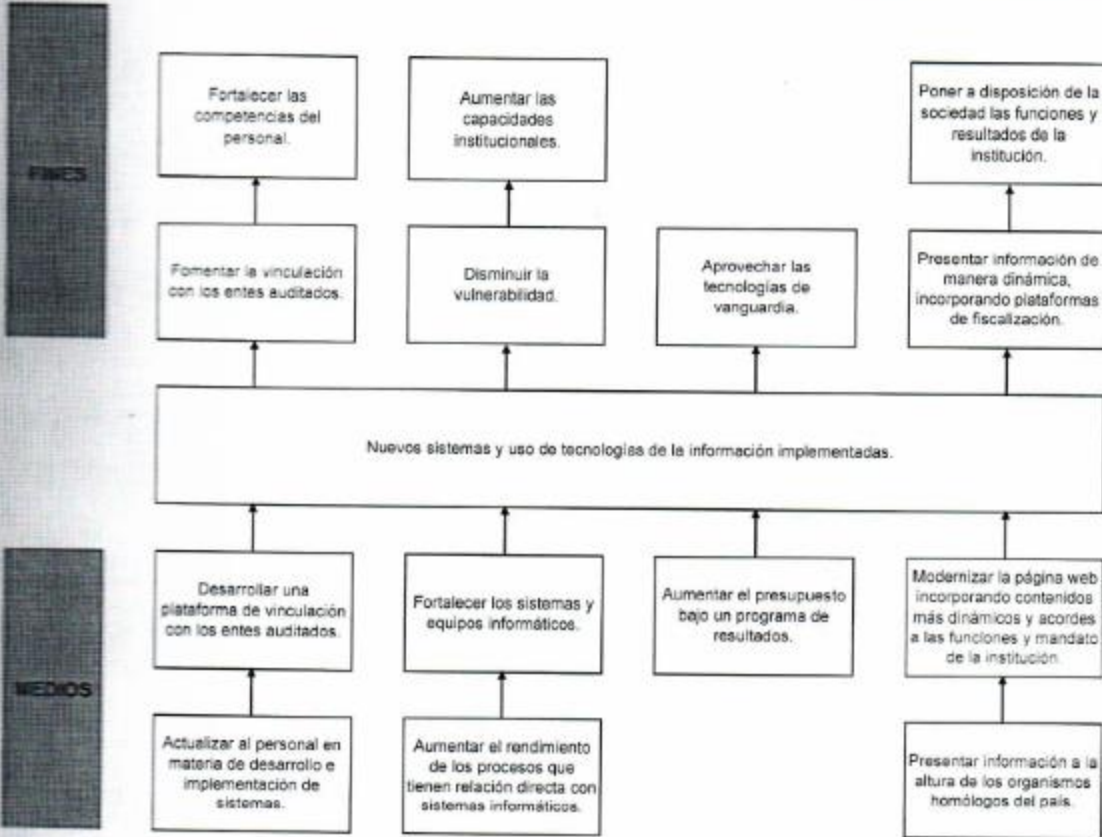 FINES
Fortalecer las
competencias del
personal.
Aumentar las
capacidades
institucionales.
Poner a disposición de la
sociedad las funciones y
resultados de la
institución.
Fomentar la vinculación
con los entes auditados.
Disminuir la
vulnerabilidad.
Aprovechar las
tecnologías de
vanguardia.
Presentar información de
manera dinámica,
incorporando plataformas
de fiscalización.
Nuevos sistemas y uso de tecnologías de la información implementadas.
MEDIOS
Desarrollar una
plataforma de vinculación
con los entes auditados.
Fortalecer los sistemas y
equipos informáticos.
Aumentar el presupuesto
bajo un programa de
resultados.
Modernizar la página web
incorporando contenidos
más dinámicos y acordes
a las funciones y mandato
de la institución.
Actualizar al personal en
materia de desarrollo e
implementación de
sistemas.
Aumentar el rendimiento
de los procesos que
tienen relación directa con
sistemas informáticos.
Presentar información a la
altura de los organismos
homólogos del país.